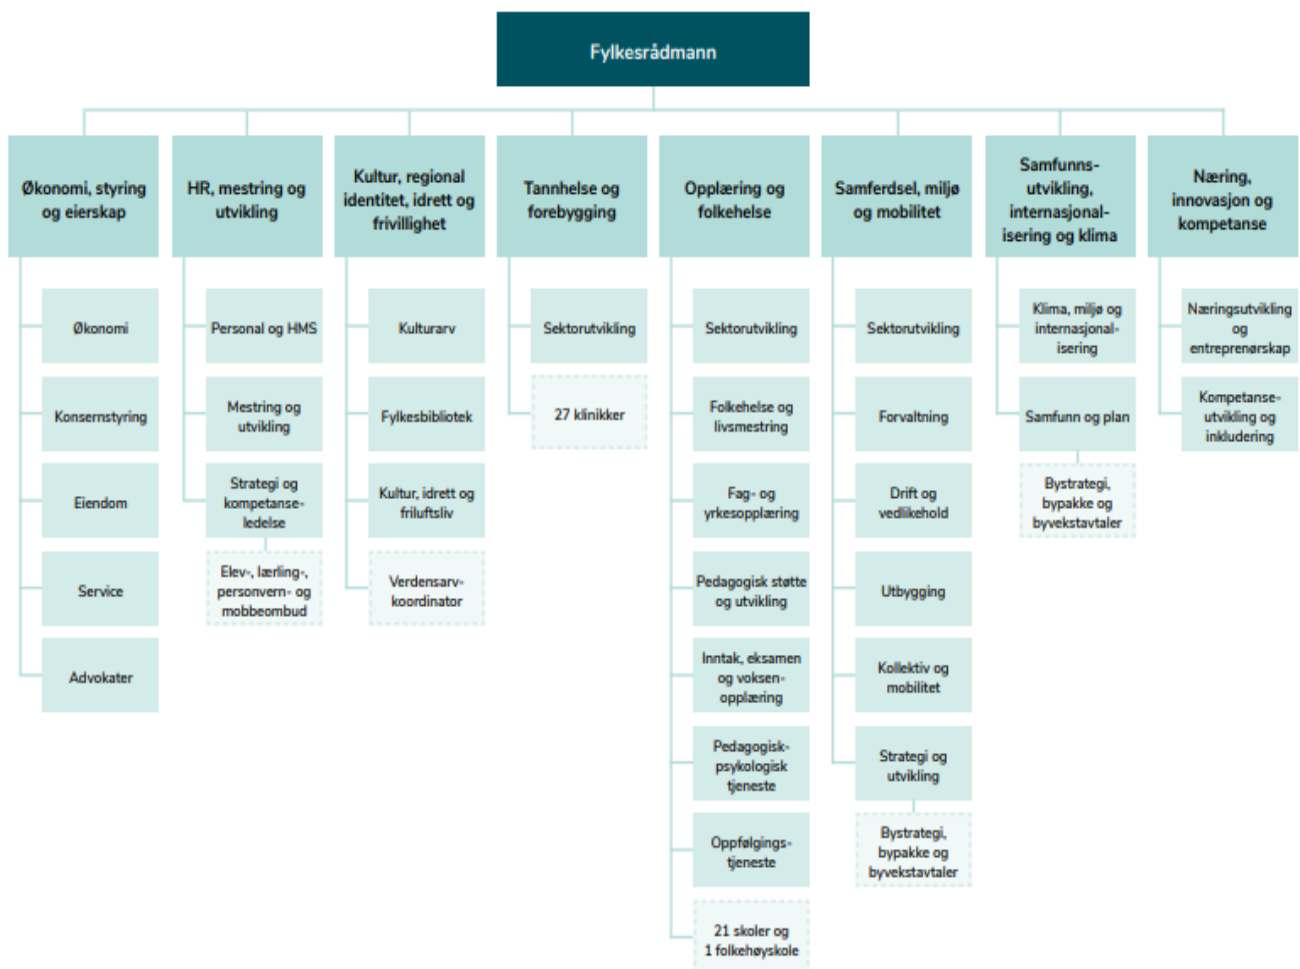 Fylkesrådmann
Økonomi, styring
og eierskap
Økonomi
Konsernstyring
Eiendom
Service
Advokater
HR, mestring og
utvikling
Personal og HMS
Mestring og
utvikling
Strategi og
kompetanse-
ledelse
Elev-, lærling-,
personvern- og
mobbeombud
Kultur, regional
identitet, idrett og
frivillighet
Kulturarv
Fylkesbibliotek
Kultur, idrett og
friluftsliv
Verdensarv-
koordinator
Tannhelse og
forebygging
Sektorutvikling
27 klinikker
Opplæring og
folkehelse
Sektorutvikling
Folkehelse og
livsmestring
Fag- og
yrkesopplæring
Pedagogisk støtte
og utvikling
Inntak, eksamen
og voksen-
opplæring
Pedagogisk-
psykologisk
tjeneste
Oppfølgings-
tjeneste
21 skoler og
1 folkehøyskole
Samferdsel, miljø
og mobilitet
Sektorutvikling
Forvaltning
Drift og
vedlikehold
Utbygging
Kollektiv og
mobilitet
Strategi og
utvikling
Bystrategi,
bypakke og
byvekstavtaler
Samfunns-
utvikling,
internasjonal-
isering og klima
Klima, miljø og
internasjonal-
isering
Samfunn og plan
Bystrategi,
bypakke og
byvekstavtaler
Næring,
innovasjon og
kompetanse
Næringsutvikling
og
entreprenørskap
Kompetanse-
utvikling og
inkludering